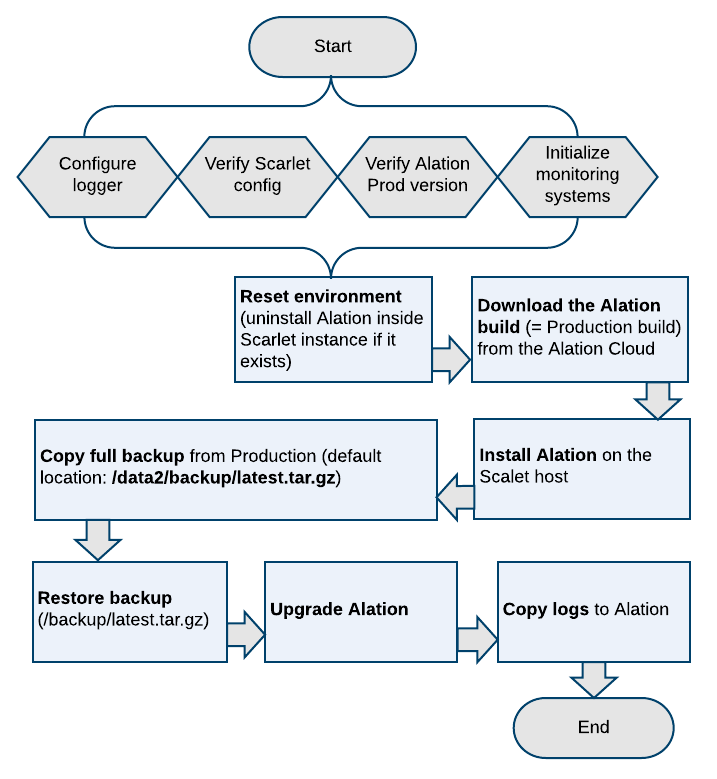 Start
Configure
logger
Verify Scarlet
config
Verify Alation
Prod version
Initialize
monitoring
systems
Reset environment
(uninstall Alation inside
Scarlet instance if it
exists)
Download the Alation
build (= Production build)
from the Alation Cloud
Install Alation on the
Scalet host
Copy full backup from Production (default
location: /data2/backup/latest.tar.gz)
Restore backup
(/backup/latest.tar.gz)
Upgrade Alation
Copy logs to Alation
End